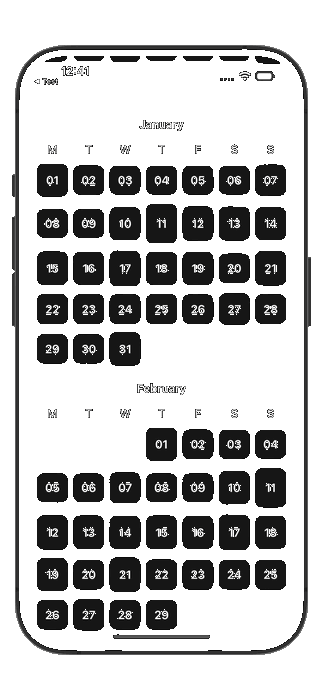 12:41
Test
January
M T W T F S S
01 02 03 04 05 06 07
08 09 10 11 12 13 14
15 16 17 18 19 20 21
22 23 24 25 26 27 28
29 30 31
February
M T W T F S S
01 02 03 04
05 06 07 08 09 10 11
12 13 14 15 16 17 18
19 20 21 22 23 24 25
26 27 28 29